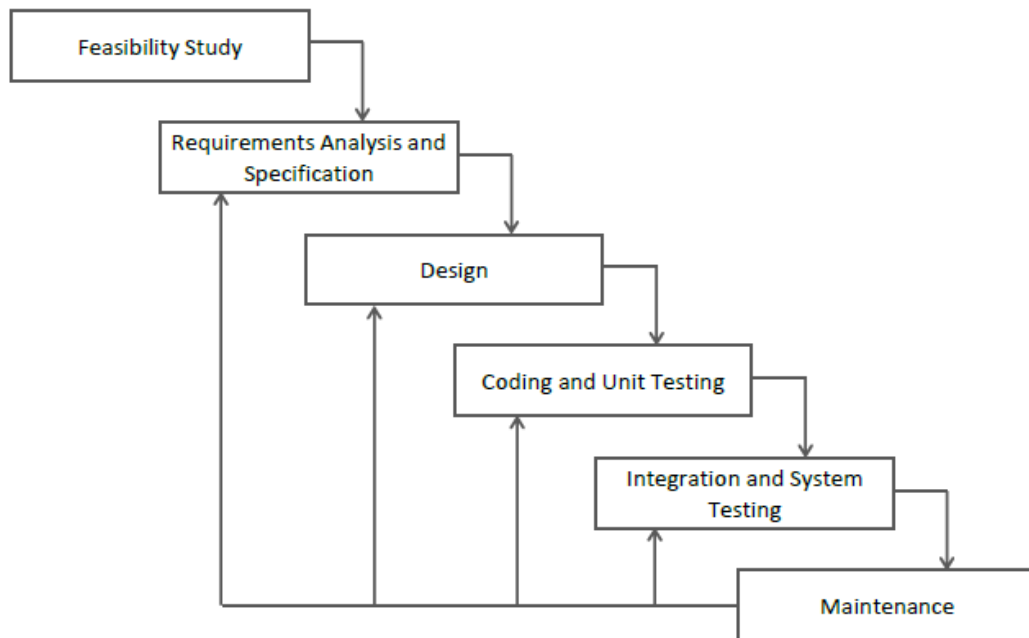 Feasibility Study
Requirements Analysis and
Specification
Design
Coding and Unit Testing
Integration and System
Testing
Maintenance